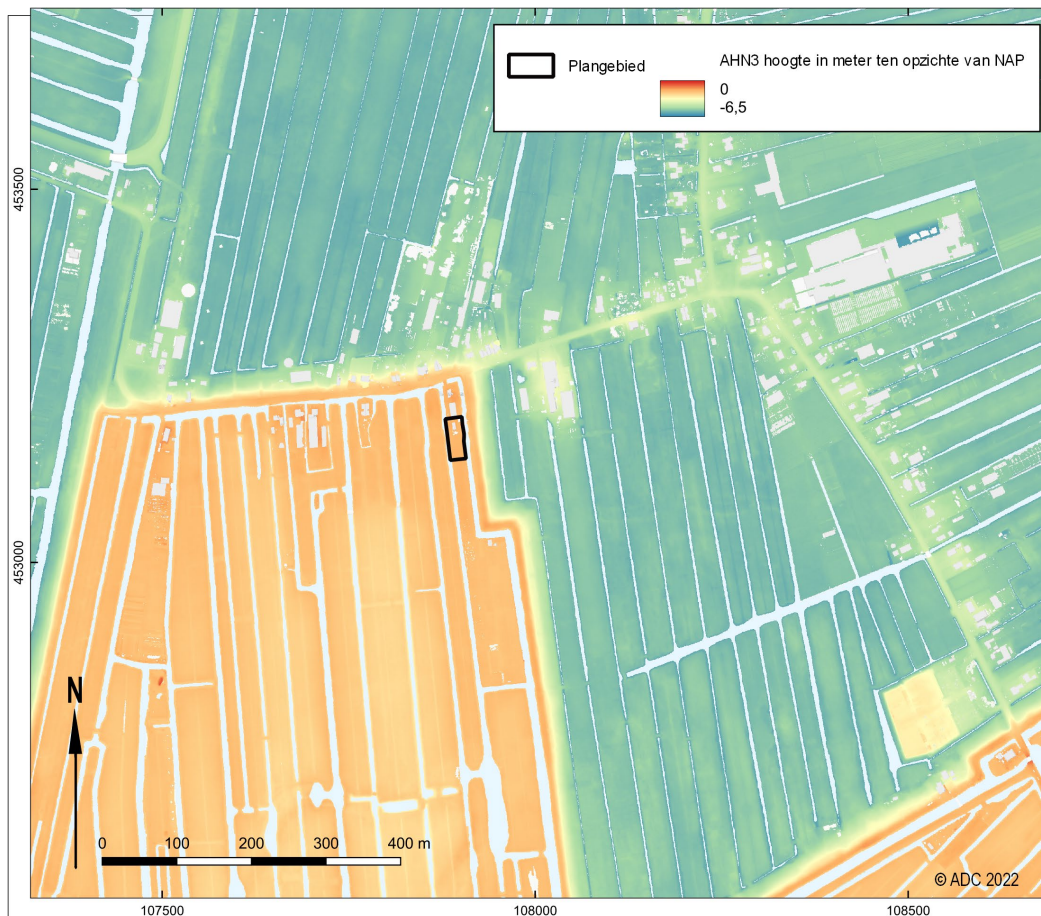 Plangebied
AHN3 hoogte in meter ten opzichte van NAP
0
-6,5
453500
453000
N
0 100 200 300 400 m
© ADC 2022
107500 108000 108500